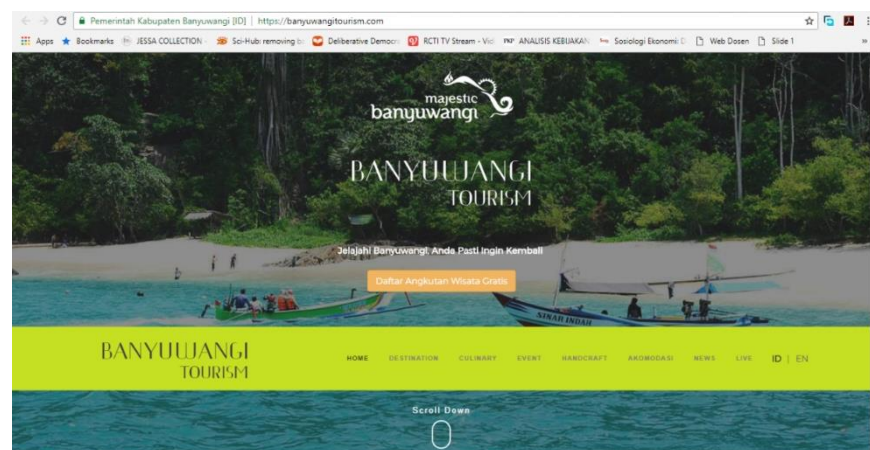 Pemerintah Kabupaten Banyuwangi [ID] | https://banyuwangitourism.com
Apps Bookmarks JESSA COLLECTION - Sci-Hub: removing b Deliberative Democr RCTI TV Stream - Vid PKP ANALISIS KEBIJAKAN Sosiologi Ekonomi: D Web Dosen Slide 1 »
majestic
banyuwangi
BANYUWANGI
TOURISM
Jelajahi Banyuwangi, Anda Pasti Ingin Kembali
Daftar Angkutan Wisata Gratis
SINAR INDAH
BANYUWANGI
TOURISM
HOME DESTINATION CULINARY EVENT HANDCRAFT AKOMODASI NEWS LIVE ID | EN
Scroll Down